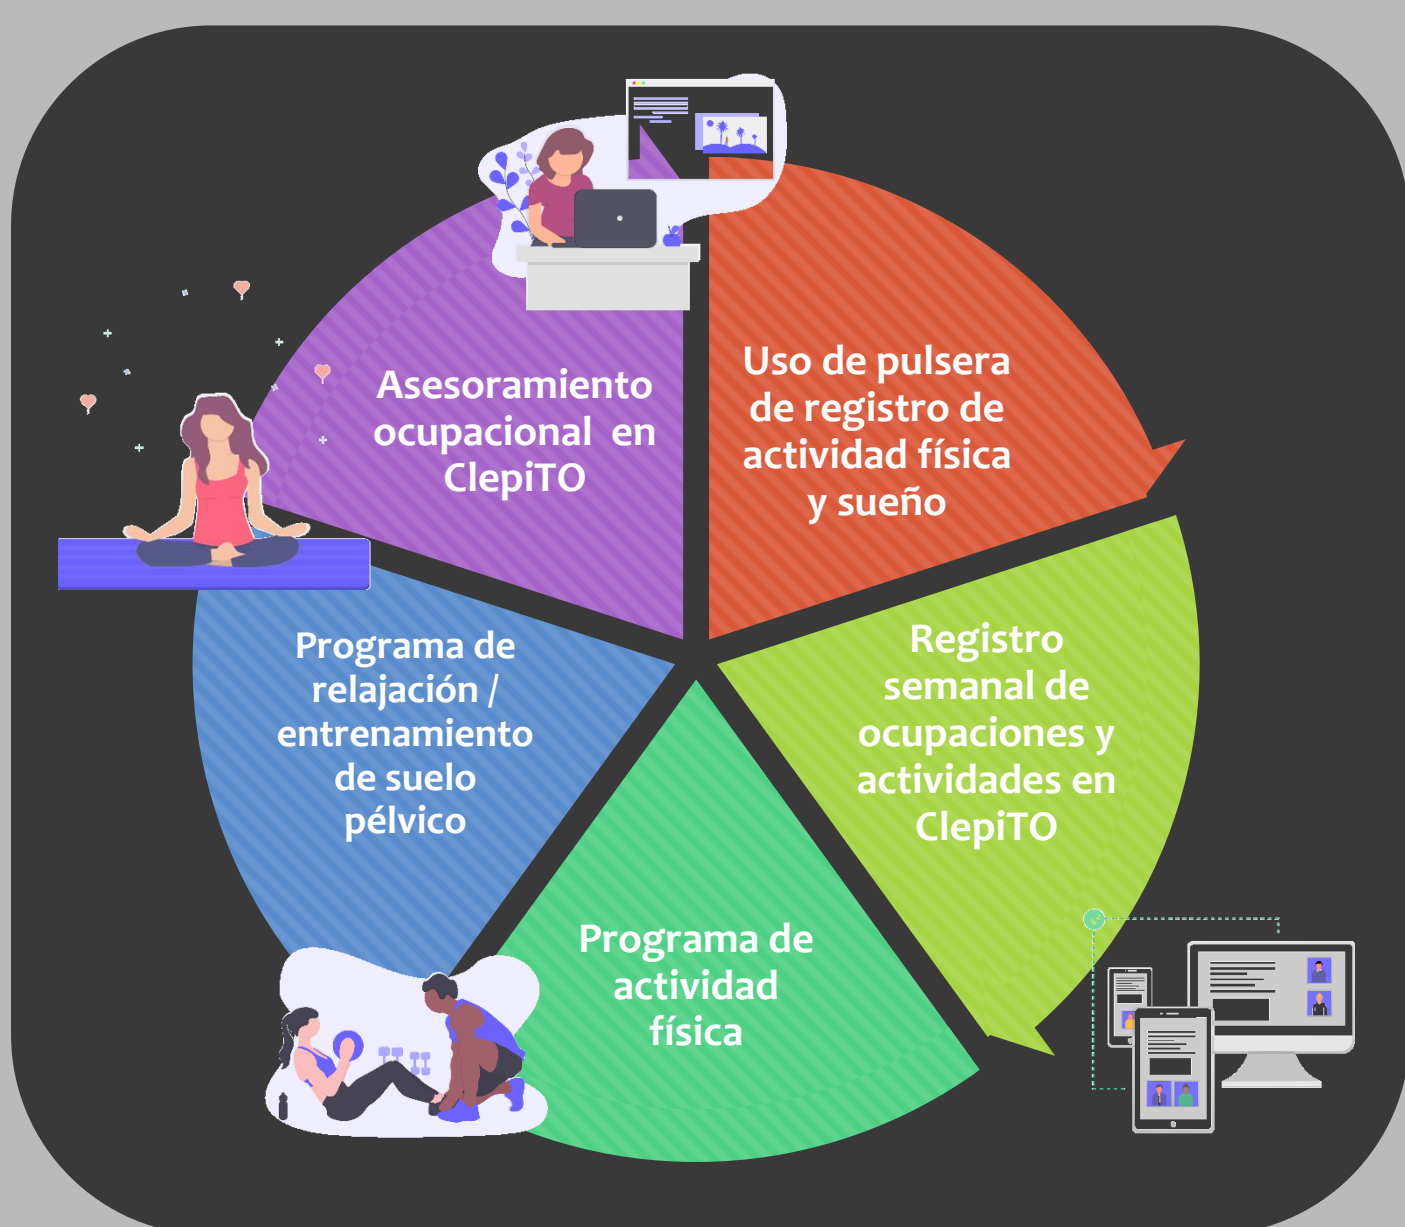 Asesoramiento
ocupacional en
ClepiTO
Uso de pulsera
de registro de
actividad física
y sueño
Registro
semanal de
ocupaciones y
actividades en
ClepiTO
Programa de
actividad
física
Programa de
relajación /
entrenamiento
de suelo
pélvico